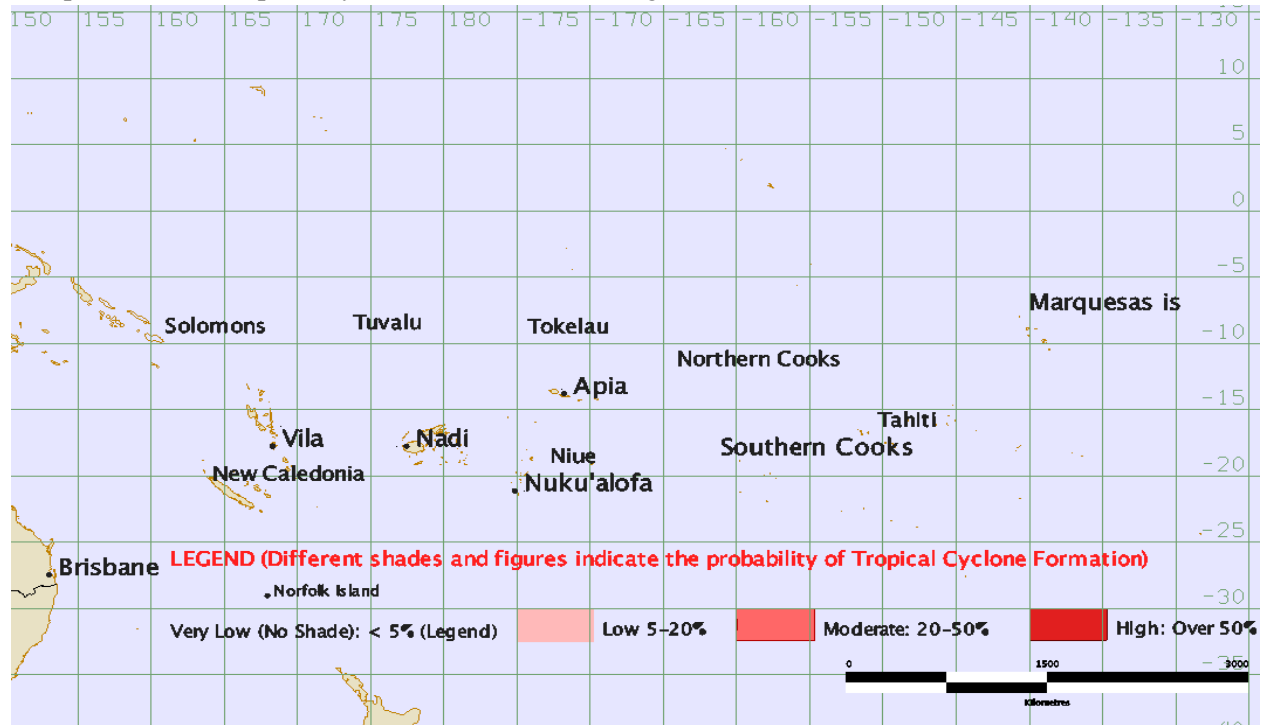 150 155 160 165 170 175 180 -175 -170 -165 -160 -155 -150 -145 -140 -135 -130
10
5
0
-5
Marquesas is
Solomons
Tuvalu
Tokelau
-10
Northern Cooks
Apia
-15
Tahiti
Vila
Nadi
Southern Cooks
Niue
-20
New Caledonia
Nuku'alofa
-25
LEGEND (Different shades and figures indicate the probability of Tropical Cyclone Formation)
Brisbane
Norfolk Island
-30
Very Low (No Shade): < 5% (Legend)
Low 5-20%
Moderate: 20-50%
High: Over 50%
-35
0 1500 3000
Kilometres